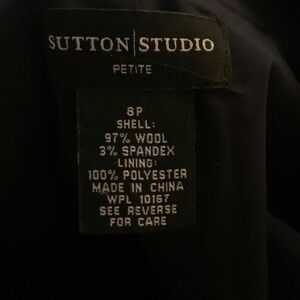 SUTTON|STUDIO
PETITE
8P
SHELL:
97% WOOL
3% SPANDEX
LINING:
100% POLYESTER
MADE IN CHINA
WPL 10167
SEE REVERSE
FOR CARE